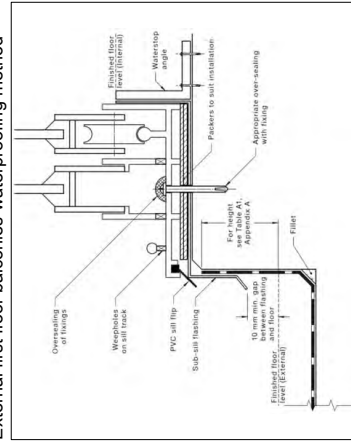 External first floor balconies waterproofing method
Oversealing
of fixings
Weepholes
on sill track
PVC sill flip
Sub-sill flashing
10 mm min. gap
between flashing
and floor
Finished floor
level (External)
Finished floor
level (Internal)
Waterstop
angle
Packers to suit installation
Appropriate over-sealing
with fixing
For height,
see Table A1,
Appendix A
Fillet